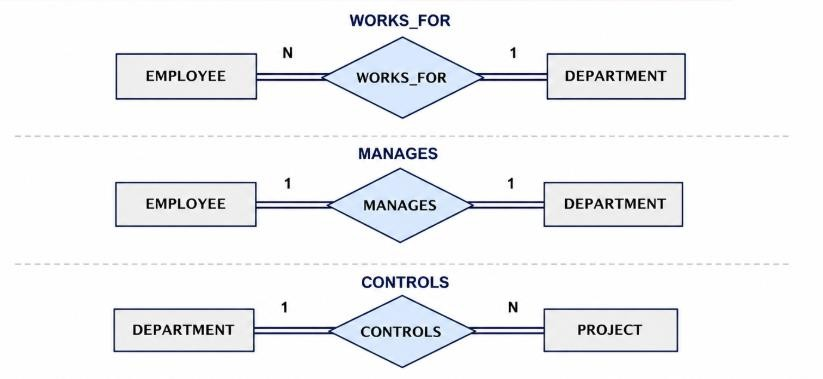 WORKS_FOR
N 1
EMPLOYEE WORKS_FOR DEPARTMENT
MANAGES
1 1
EMPLOYEE MANAGES DEPARTMENT
CONTROLS
1 N
DEPARTMENT CONTROLS PROJECT